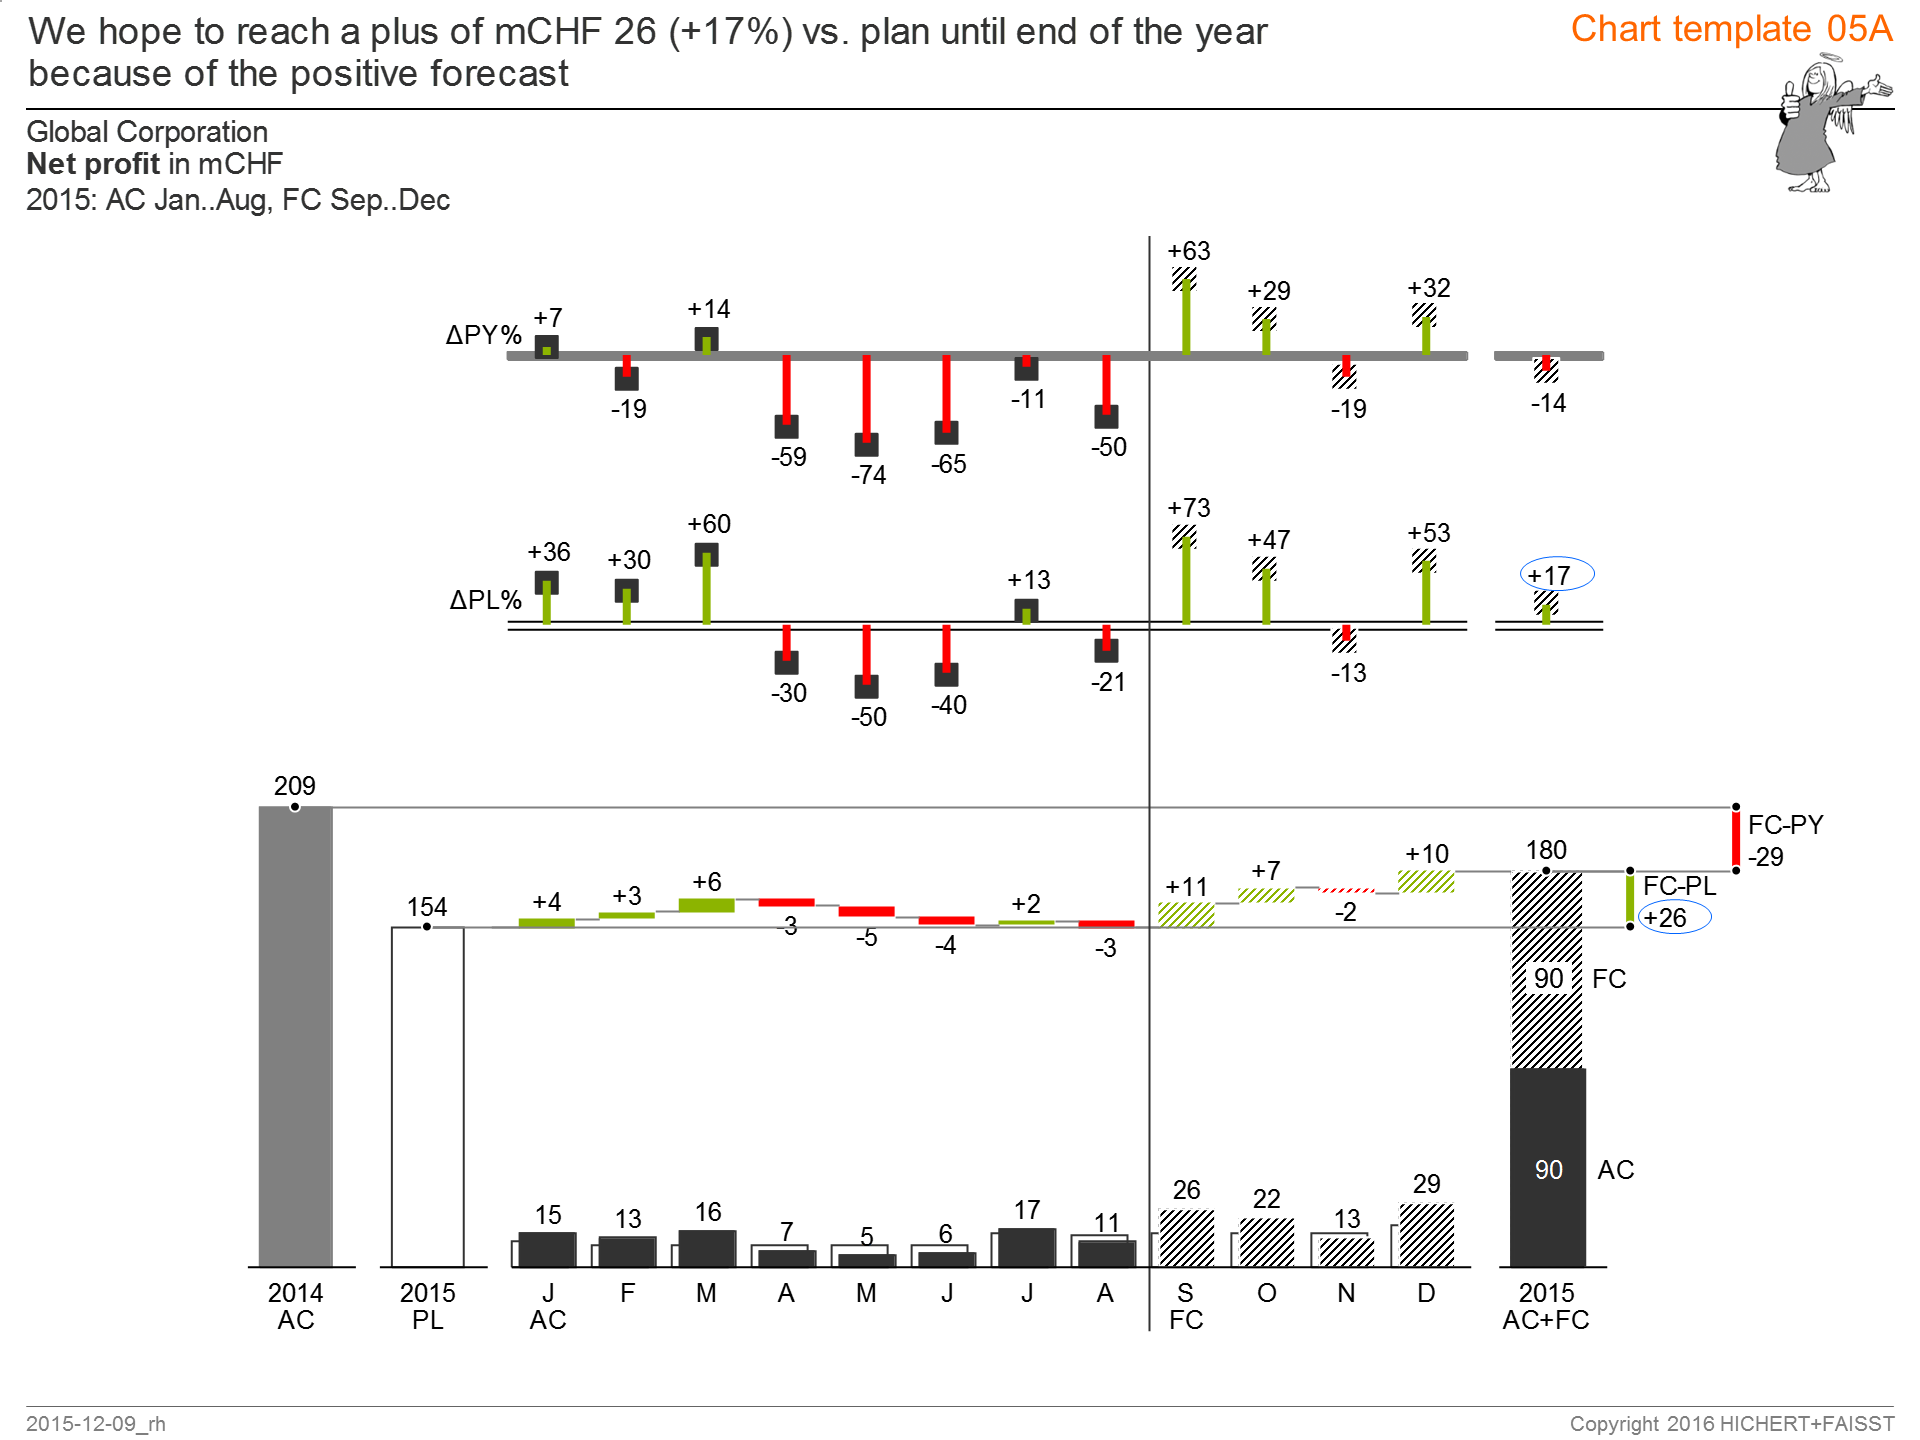 We hope to reach a plus of mCHF 26 (+17%) vs. plan until end of the year
because of the positive forecast
Chart template 05A
Global Corporation
Net profit in mCHF
2015: AC Jan..Aug, FC Sep..Dec
ΔPY%
+7
-19
+14
-59
-74
-65
-11
-50
+63
+29
-19
+32
-14
ΔPL%
+36
+30
+60
-30
-50
-40
+13
-21
+73
+47
-13
+53
+17
209
154
+4
+3
+6
-3
-5
-4
+2
-3
+11
+7
-2
+10
180
FC-PY
-29
FC-PL
+26
90 FC
90 AC
15 13 16 7 5 6 17 11 26 22 13 29
2014 2015 J F M A M J J A S O N D 2015
AC PL AC FC AC+FC
2015-12-09_rh
Copyright 2016 HICHERT+FAISST